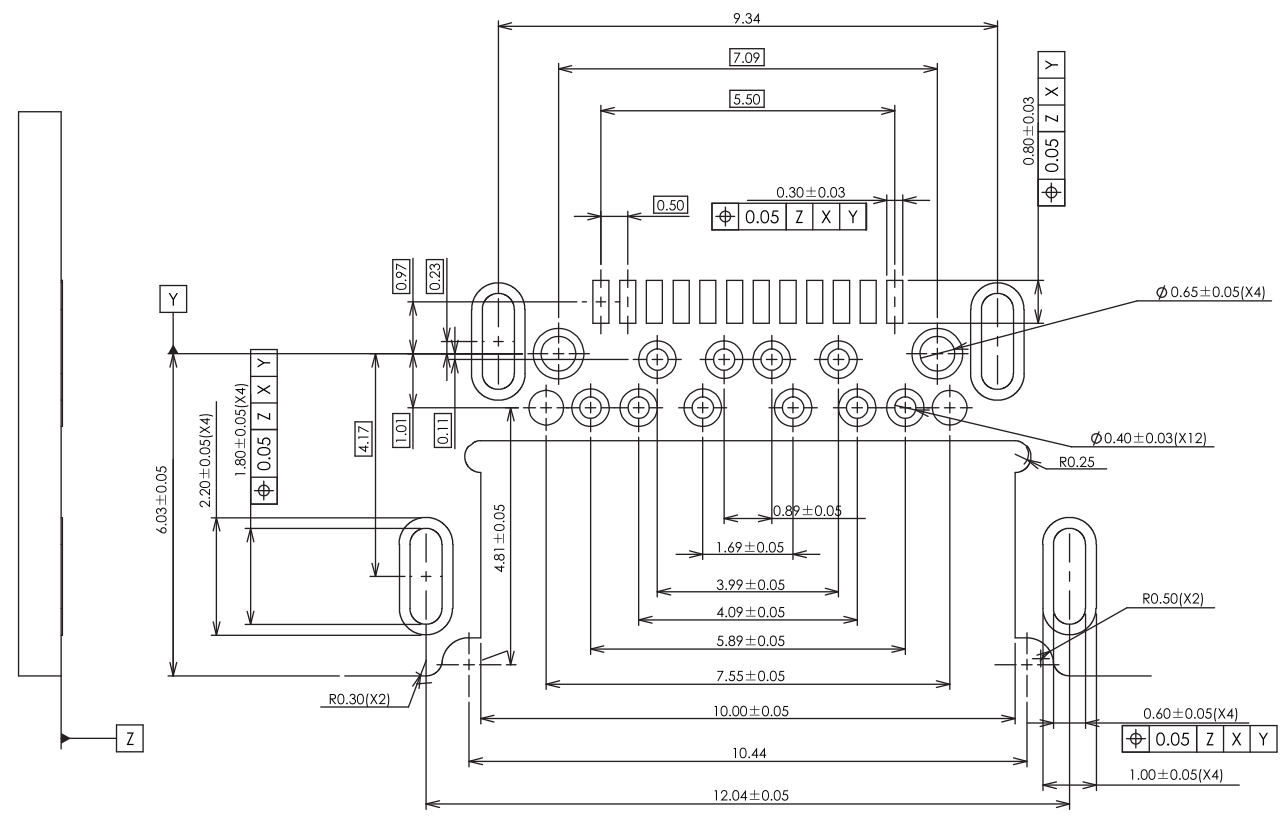 9.34
7.09
5.50
0.80±0.03
⌖ 0.05 Z X Y
0.30±0.03
0.50
⌖ 0.05 Z X Y
0.97
0.23
Y
Ø0.65±0.05(X4)
1.01
0.11
4.17
6.03±0.05
2.20±0.05(X4)
1.80±0.05(X4)
⌖ 0.05 Z X Y
Ø0.40±0.03(X12)
R0.25
4.81±0.05
0.89±0.05
1.69±0.05
3.99±0.05
4.09±0.05
5.89±0.05
7.55±0.05
R0.50(X2)
R0.30(X2)
10.00±0.05
0.60±0.05(X4)
⌖ 0.05 Z X Y
Z
10.44
1.00±0.05(X4)
12.04±0.05